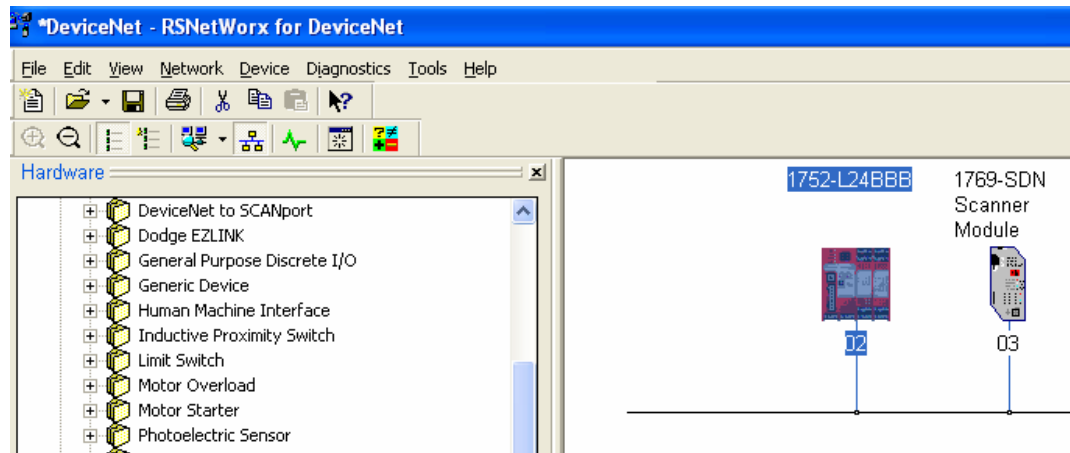 *DeviceNet - RSNetWorx for DeviceNet
File Edit View Network Device Diagnostics Tools Help
Hardware
DeviceNet to SCANport
Dodge EZLINK
General Purpose Discrete I/O
Generic Device
Human Machine Interface
Inductive Proximity Switch
Limit Switch
Motor Overload
Motor Starter
Photoelectric Sensor
1752-L24BBB
02
1769-SDN
Scanner
Module
03